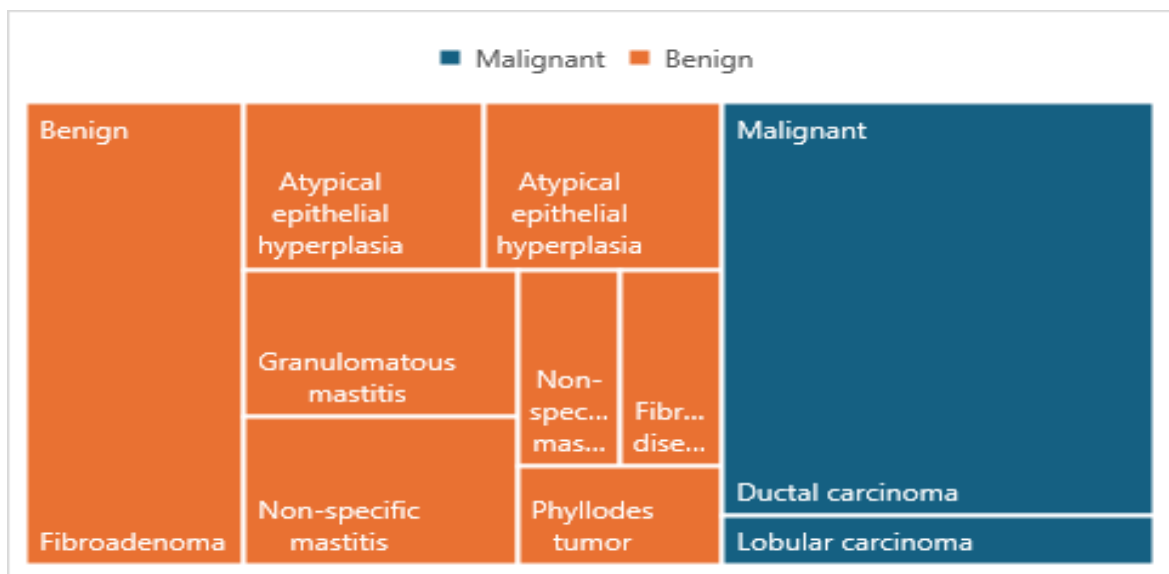 Malignant Benign
Benign
Fibroadenoma
Atypical
epithelial
hyperplasia
Atypical
epithelial
hyperplasia
Granulomatous
mastitis
Non-specific
mastitis
Non-
spec...
mas...
Fibr...
dise...
Phyllodes
tumor
Malignant
Ductal carcinoma
Lobular carcinoma